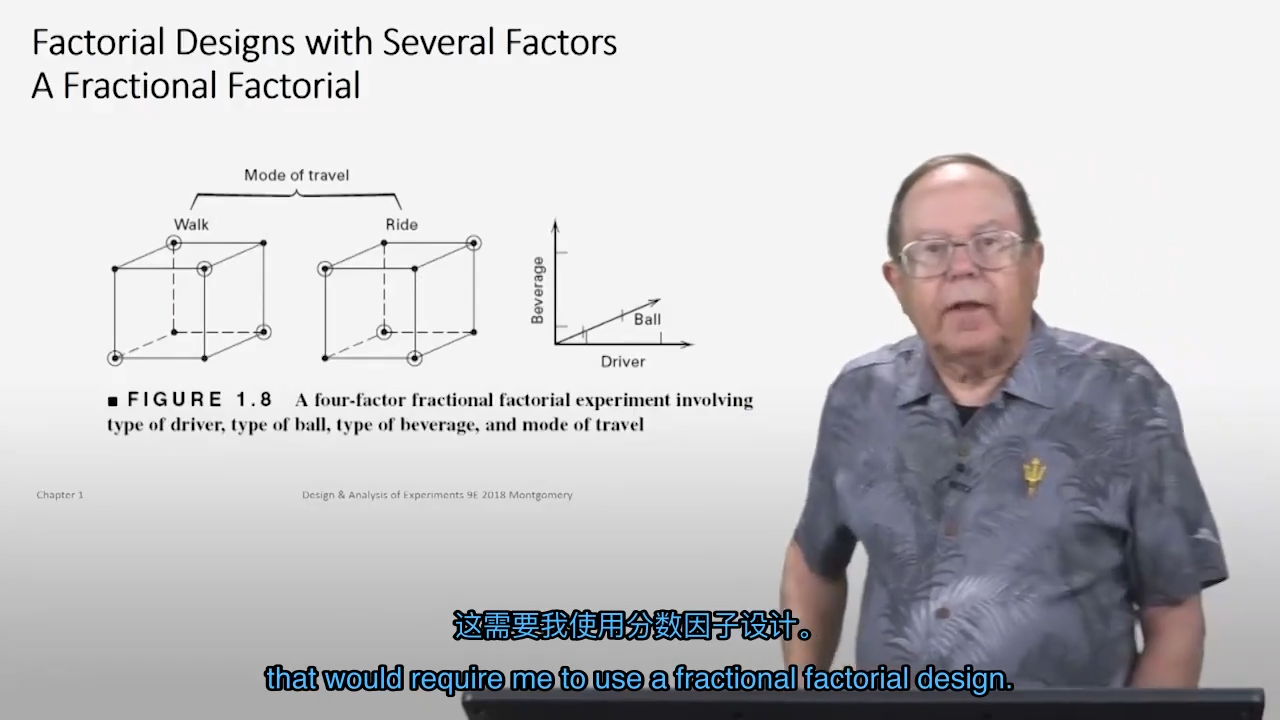 Factorial Designs with Several Factors
A Fractional Factorial
Mode of travel
Walk
Ride
Beverage
Ball
Driver
■ FIGURE 1.8 A four-factor fractional factorial experiment involving
type of driver, type of ball, type of beverage, and mode of travel
Chapter 1
Design & Analysis of Experiments 9E 2018 Montgomery
这需要我使用分数因子设计。
that would require me to use a fractional factorial design.